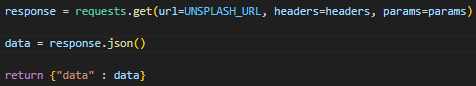 response = requests.get(url=UNSPLASH_URL, headers=headers, params=params)
data = response.json()
return {"data" : data}